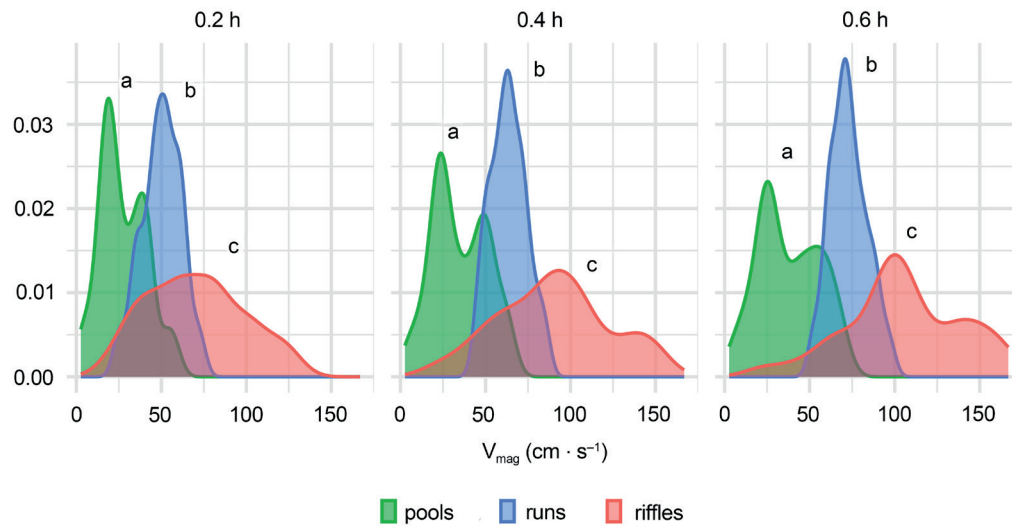 0.2 h 0.4 h 0.6 h
a b c
a b c
a b c
0.03
0.02
0.01
0.00
0 50 100 150 0 50 100 150 0 50 100 150
Vmag (cm · s−1)
pools runs riffles